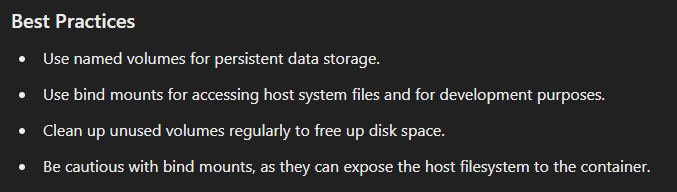 Best Practices
• Use named volumes for persistent data storage.
• Use bind mounts for accessing host system files and for development purposes.
• Clean up unused volumes regularly to free up disk space.
• Be cautious with bind mounts, as they can expose the host filesystem to the container.